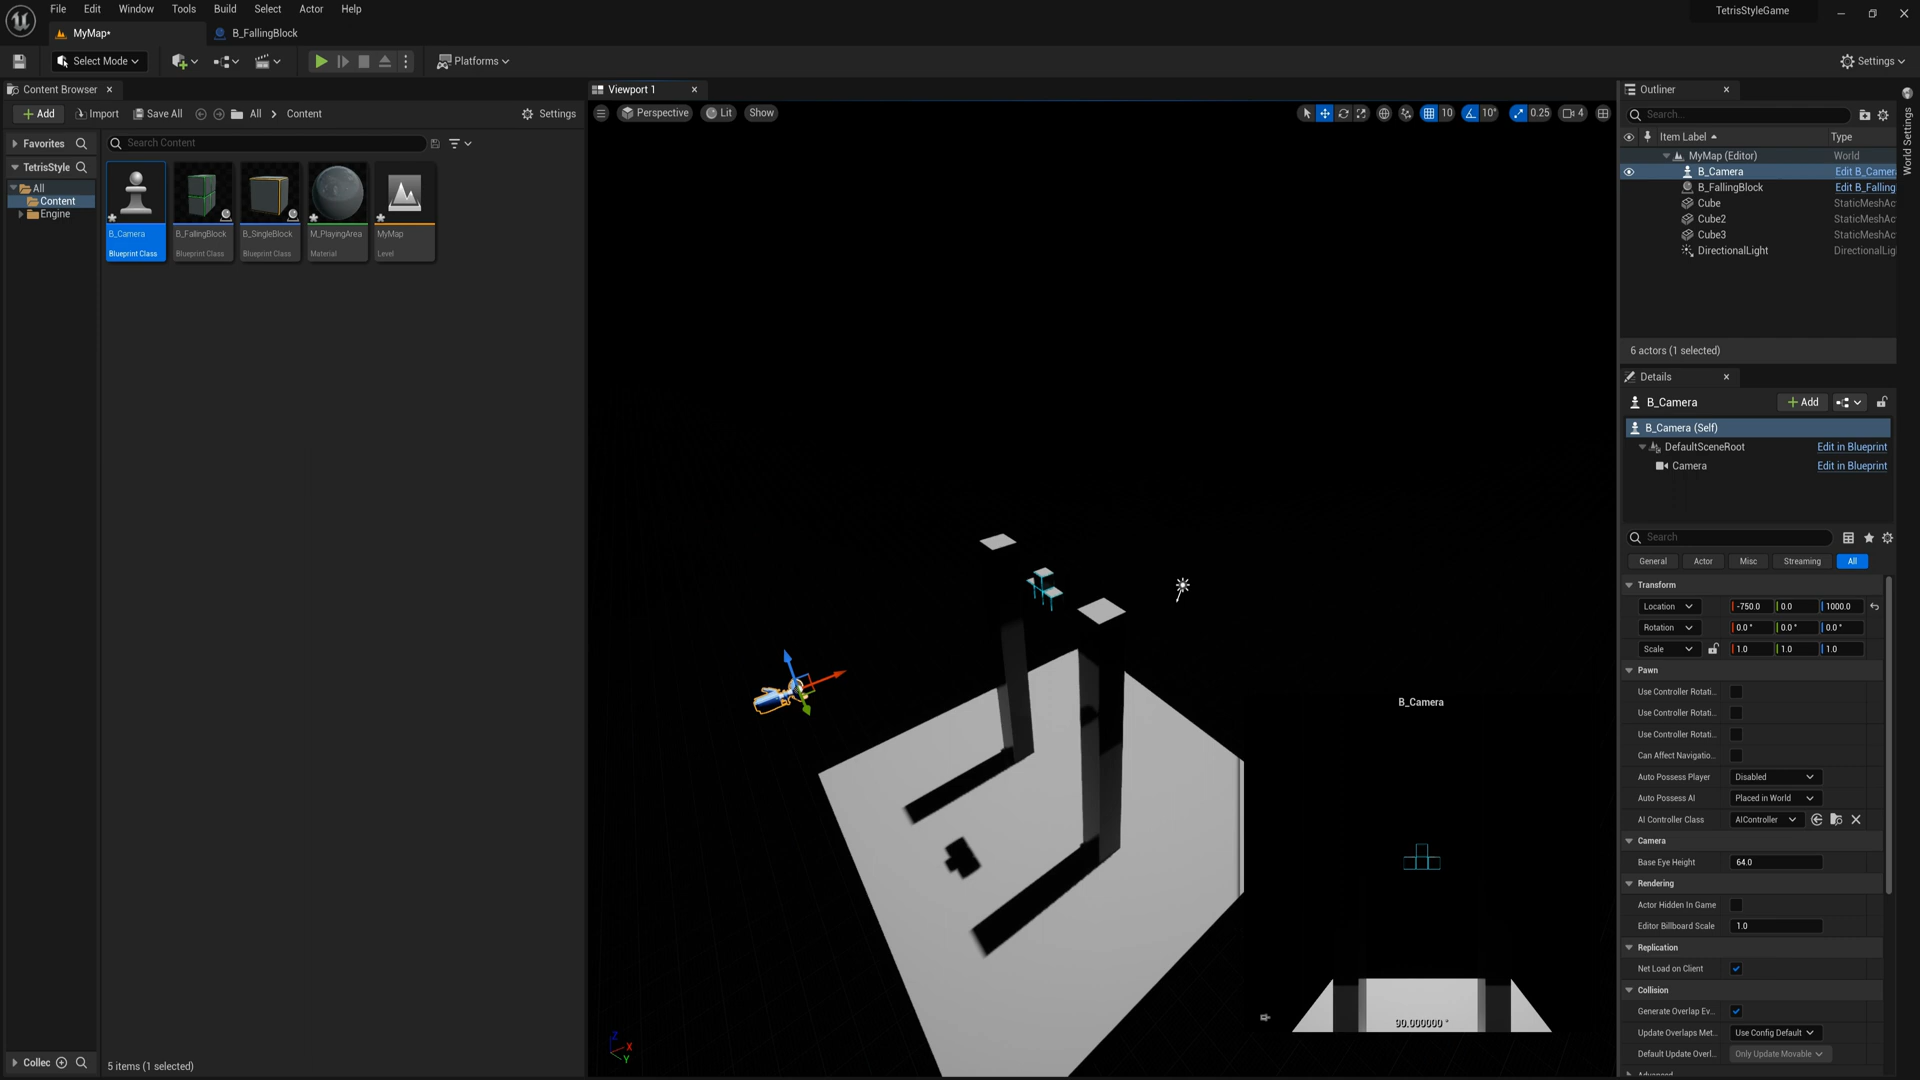 File Edit Window Tools Build Select Actor Help
TetrisStyleGame
MyMap•
B_FallingBlock
Select Mode
Platforms
Settings
Content Browser
Add Import Save All All Content Settings
Favorites
Search Content
TetrisStyle
All
Content
Engine
B_Camera
Blueprint Class
B_FallingBlock
Blueprint Class
B_SingleBlock
Blueprint Class
M_PlayingArea
Material
MyMap
Level
Collec
5 items (1 selected)
Viewport 1
Perspective Lit Show
10 10° 0.25 4
B_Camera
90.000000 °
Z
X
Y
Outliner
Search...
Item Label Type
MyMap (Editor) World
B_Camera Edit B_Camer
B_FallingBlock Edit B_Falling
Cube StaticMeshAc
Cube2 StaticMeshAc
Cube3 StaticMeshAc
DirectionalLight DirectionalLig
6 actors (1 selected)
World Settings
Details
B_Camera Add
B_Camera (Self)
DefaultSceneRoot Edit in Blueprint
Camera Edit in Blueprint
Search
General Actor Misc Streaming All
Transform
Location -750.0 0.0 1000.0
Rotation 0.0 ° 0.0 ° 0.0 °
Scale 1.0 1.0 1.0
Pawn
Use Controller Rotati...
Use Controller Rotati...
Use Controller Rotati...
Can Affect Navigatio...
Auto Possess Player Disabled
Auto Possess AI Placed in World
AI Controller Class AIController
Camera
Base Eye Height 64.0
Rendering
Actor Hidden In Game
Editor Billboard Scale 1.0
Replication
Net Load on Client
Collision
Generate Overlap Ev...
Update Overlaps Met... Use Config Default
Default Update Overl... Only Update Movable
Advanced